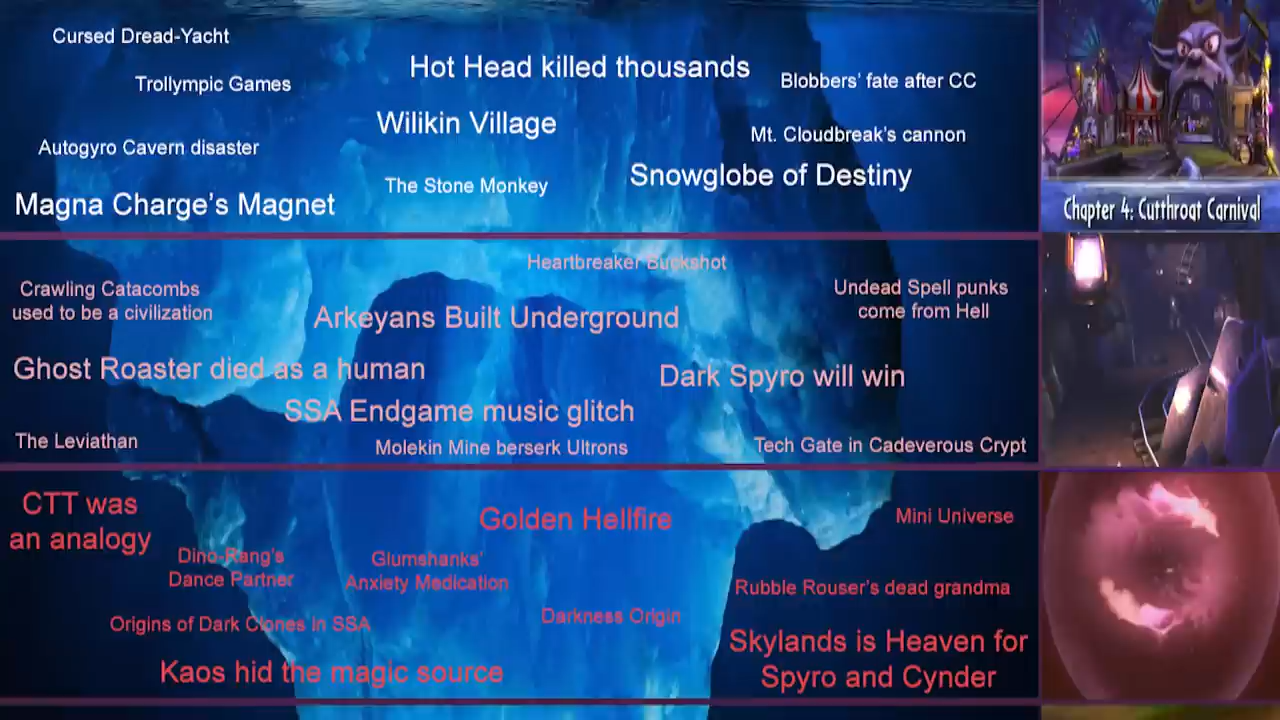 Cursed Dread-Yacht
Trollympic Games
Hot Head killed thousands
Blobbers' fate after CC
Wilikin Village
Mt. Cloudbreak's cannon
Autogyro Cavern disaster
The Stone Monkey
Snowglobe of Destiny
Magna Charge's Magnet
Chapter 4: Cutthroat Carnival
Heartbreaker Buckshot
Crawling Catacombs
used to be a civilization
Undead Spell punks
come from Hell
Arkeyans Built Underground
Ghost Roaster died as a human
Dark Spyro will win
SSA Endgame music glitch
The Leviathan
Molekin Mine berserk Ultrons
Tech Gate in Cadeverous Crypt
CTT was
an analogy
Golden Hellfire
Mini Universe
Dino-Rang's
Dance Partner
Glumshanks'
Anxiety Medication
Rubble Rouser's dead grandma
Origins of Dark Clones in SSA
Darkness Origin
Skylands is Heaven for
Spyro and Cynder
Kaos hid the magic source